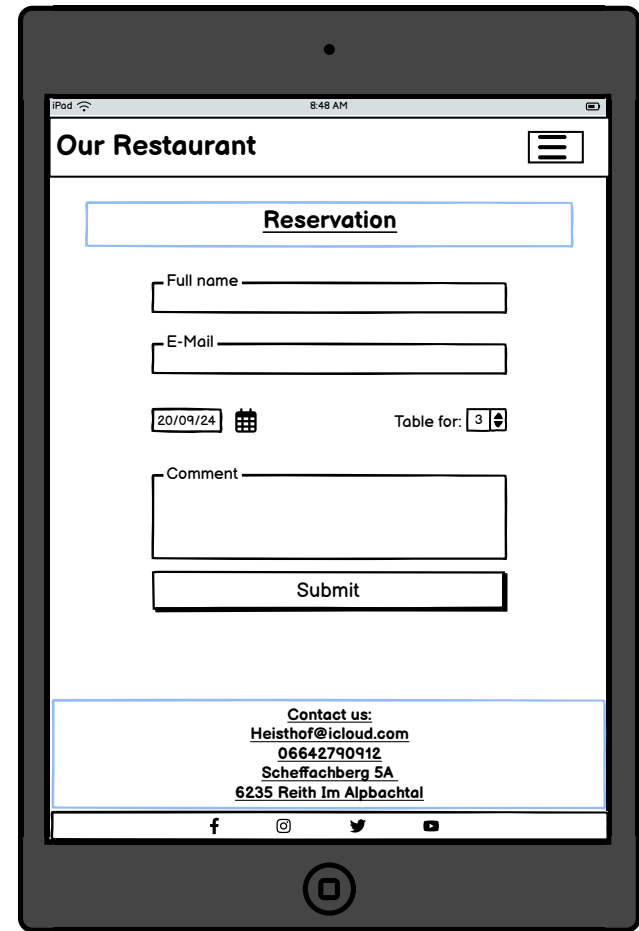 iPad
8:48 AM
Our Restaurant
Reservation
Full name
E-Mail
20/09/24
Table for: 3
Comment
Submit
Contact us:
Heisthof@icloud.com
06642790912
Scheffachberg 5A
6235 Reith Im Alpbachtal